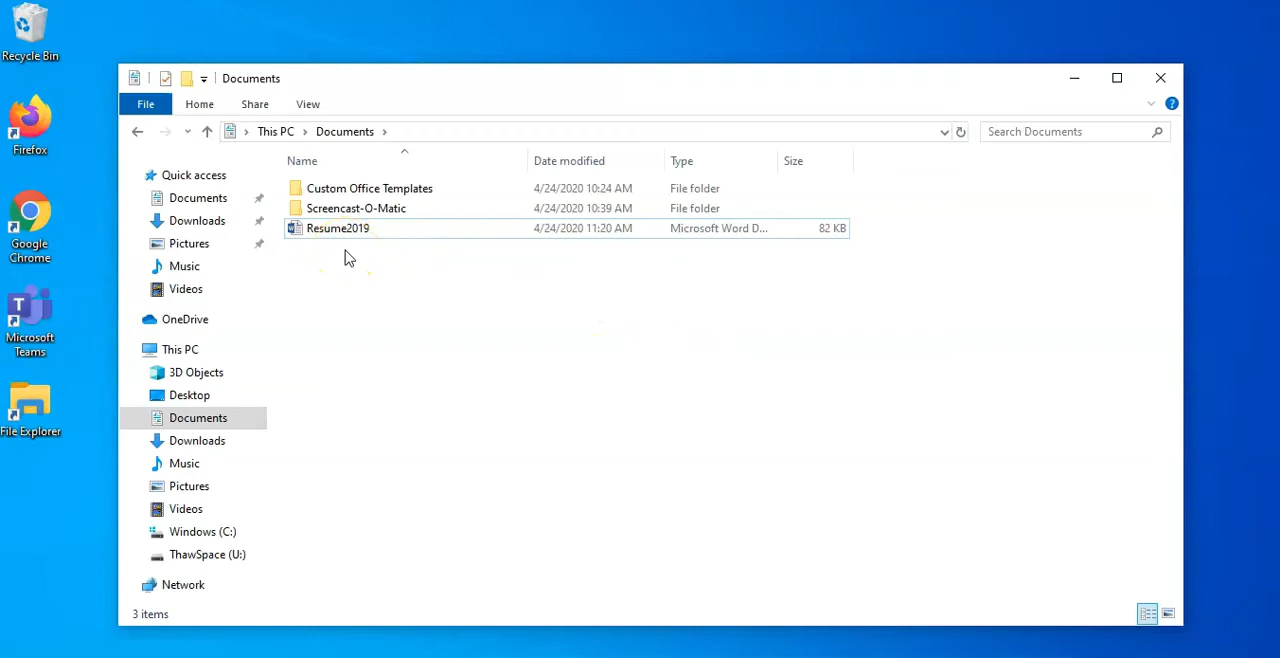 Recycle Bin
Firefox
Google
Chrome
Microsoft
Teams
File Explorer
Documents
File Home Share View
This PC Documents
Search Documents
Name Date modified Type Size
Custom Office Templates 4/24/2020 10:24 AM File folder
Screencast-O-Matic 4/24/2020 10:39 AM File folder
Resume2019 4/24/2020 11:20 AM Microsoft Word D... 82 KB
Quick access
Documents
Downloads
Pictures
Music
Videos
OneDrive
This PC
3D Objects
Desktop
Documents
Downloads
Music
Pictures
Videos
Windows (C:)
ThawSpace (U:)
Network
3 items